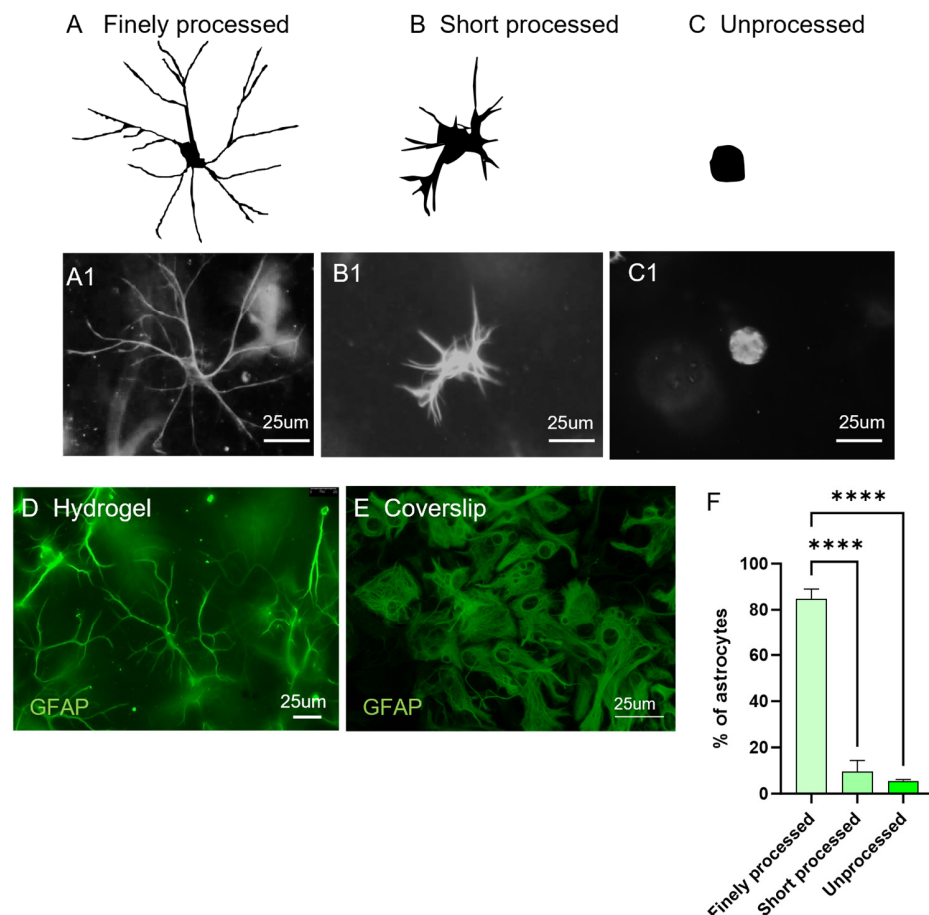 A Finely processed
B Short processed
C Unprocessed
A1
25um
B1
25um
C1
25um
D Hydrogel
GFAP
25um
E Coverslip
GFAP
25um
F
****
****
% of astrocytes
100
80
60
40
20
0
Finely processed
Short processed
Unprocessed